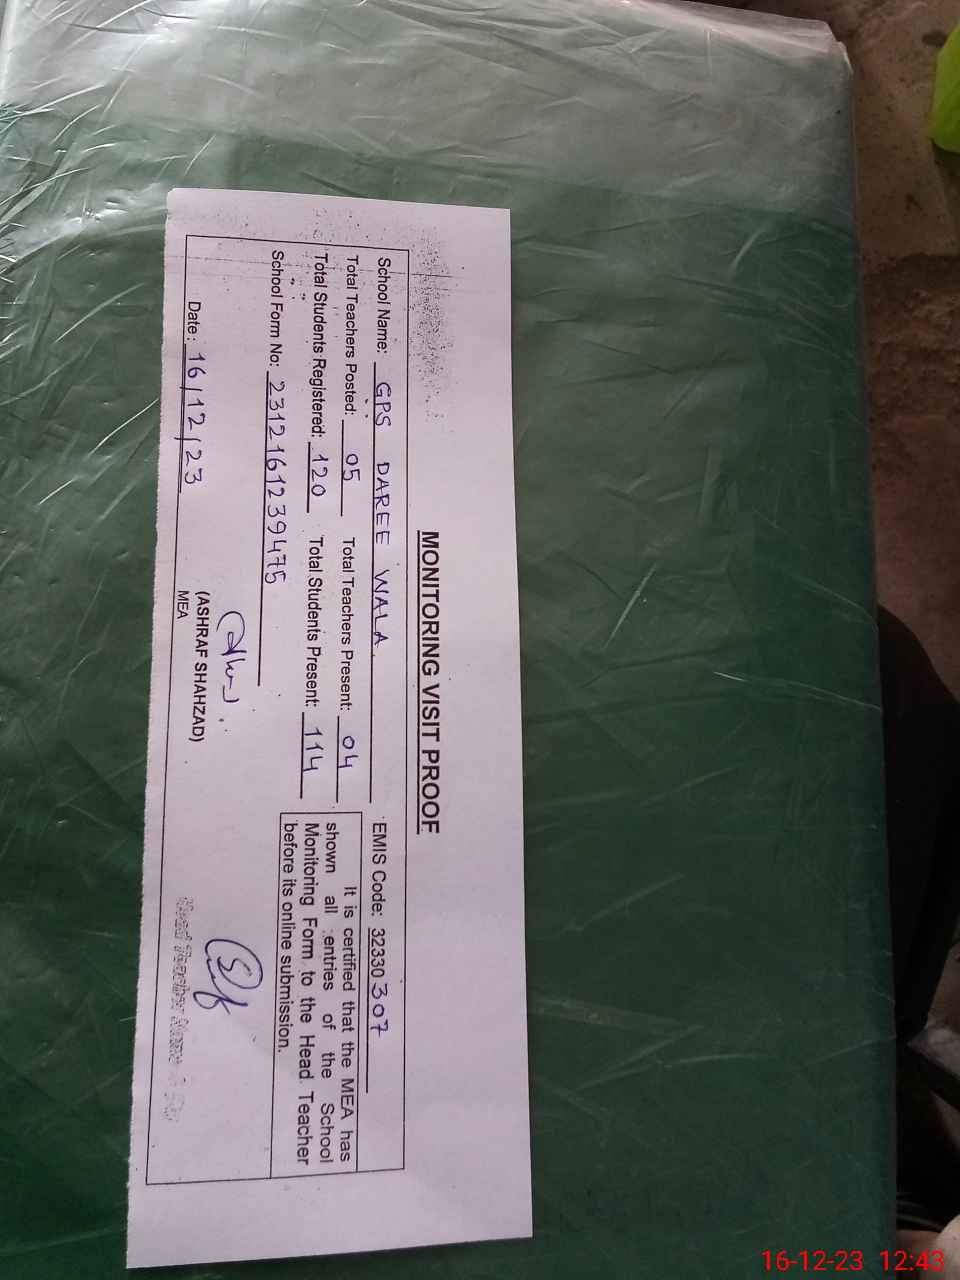 MONITORING VISIT PROOF
School Name: GPS DAREE WALA. EMIS Code: 32330307
Total Teachers Posted: 05 Total Teachers Present: 04
Total Students Registered: 120 Total Students Present: 114
School Form No: 2312161239475
It is certified that the MEA has
shown all entries of the School
Monitoring Form to the Head Teacher
before its online submission.
Date: 16/12/23
(ASHRAF SHAHZAD)
MEA
Head Teacher Name
16-12-23 12:43